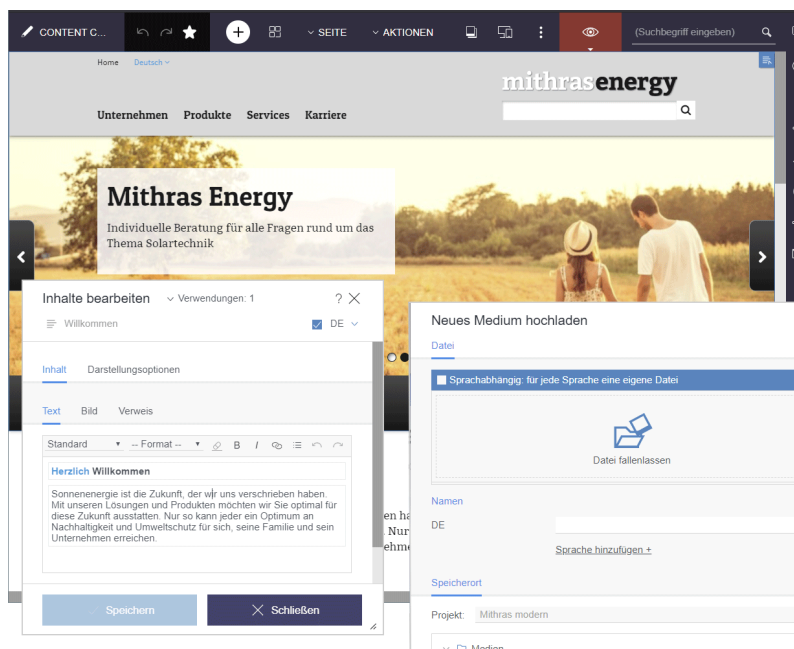 CONTENT C...
SEITE
AKTIONEN
(Suchbegriff eingeben)
Home Deutsch
mithrasenergy
Unternehmen Produkte Services Karriere
Mithras Energy
Individuelle Beratung für alle Fragen rund um das
Thema Solartechnik
Inhalte bearbeiten Verwendungen: 1 ?
Willkommen DE
Inhalt Darstellungsoptionen
Text Bild Verweis
Standard -- Format -- B I
Herzlich Willkommen
Sonnenenergie ist die Zukunft, der wir uns verschrieben haben.
Mit unseren Lösungen und Produkten möchten wir Sie optimal für
diese Zukunft ausstatten. Nur so kann jeder ein Optimum an
Nachhaltigkeit und Umweltschutz für sich, seine Familie und sein
Unternehmen erreichen.
Speichern Schließen
en
Nur
Neues Medium hochladen
Datei
Sprachabhängig: für jede Sprache eine eigene Datei
Datei fallenlassen
Namen
DE
Sprache hinzufügen +
Speicherort
Projekt: Mithras modern
Medien